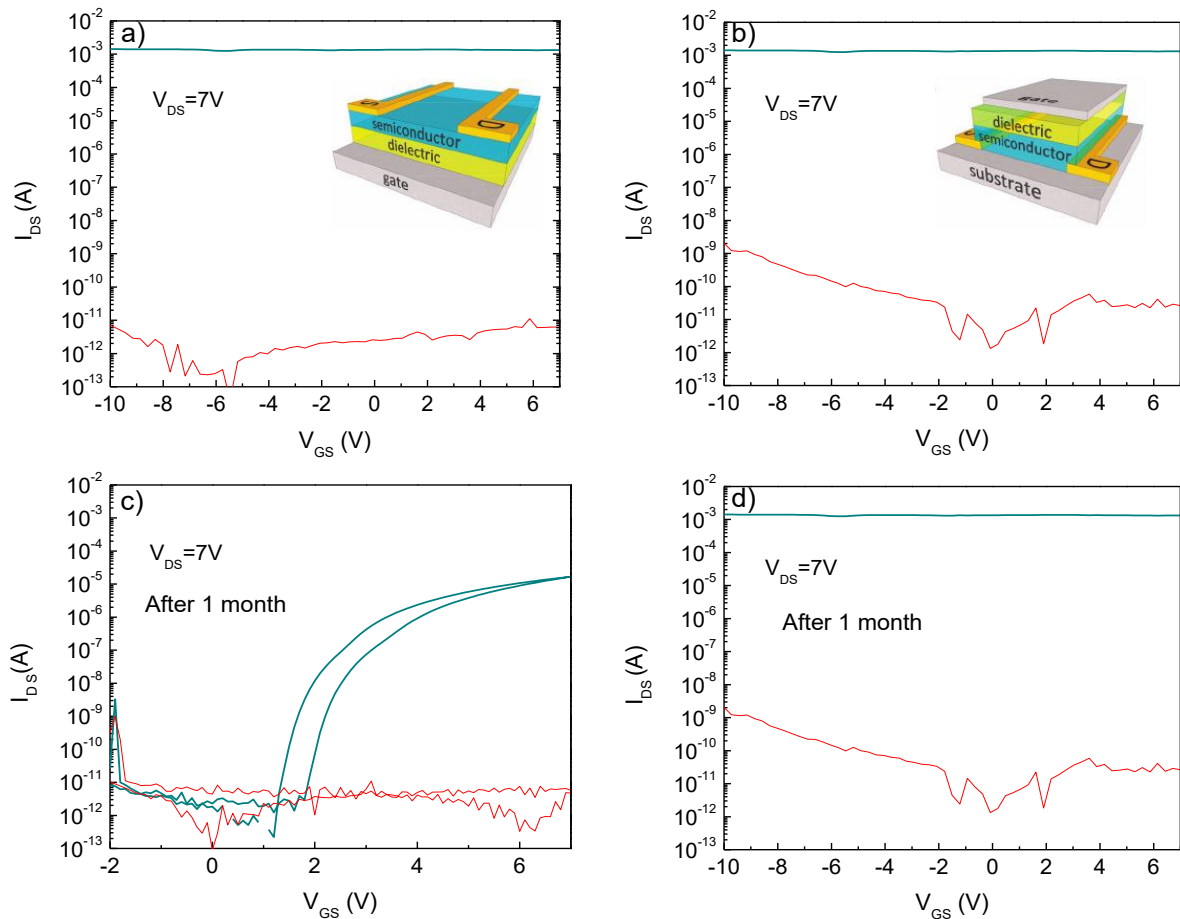 a)
10⁻²
10⁻³
10⁻⁴
10⁻⁵
10⁻⁶
10⁻⁷
10⁻⁸
10⁻⁹
10⁻¹⁰
10⁻¹¹
10⁻¹²
10⁻¹³
I_DS (A)
V_DS=7V
S
D
semiconductor
dielectric
gate
-10 -8 -6 -4 -2 0 2 4 6
V_GS (V)
b)
10⁻²
10⁻³
10⁻⁴
10⁻⁵
10⁻⁶
10⁻⁷
10⁻⁸
10⁻⁹
10⁻¹⁰
10⁻¹¹
10⁻¹²
10⁻¹³
I_DS (A)
V_DS=7V
gate
dielectric
semiconductor
D
substrate
-10 -8 -6 -4 -2 0 2 4 6
V_GS (V)
c)
10⁻²
10⁻³
10⁻⁴
10⁻⁵
10⁻⁶
10⁻⁷
10⁻⁸
10⁻⁹
10⁻¹⁰
10⁻¹¹
10⁻¹²
10⁻¹³
I_DS (A)
V_DS=7V
After 1 month
-2 0 2 4 6
V_GS (V)
d)
10⁻²
10⁻³
10⁻⁴
10⁻⁵
10⁻⁶
10⁻⁷
10⁻⁸
10⁻⁹
10⁻¹⁰
10⁻¹¹
10⁻¹²
10⁻¹³
I_DS (A)
V_DS=7V
After 1 month
-10 -8 -6 -4 -2 0 2 4 6
V_GS (V)